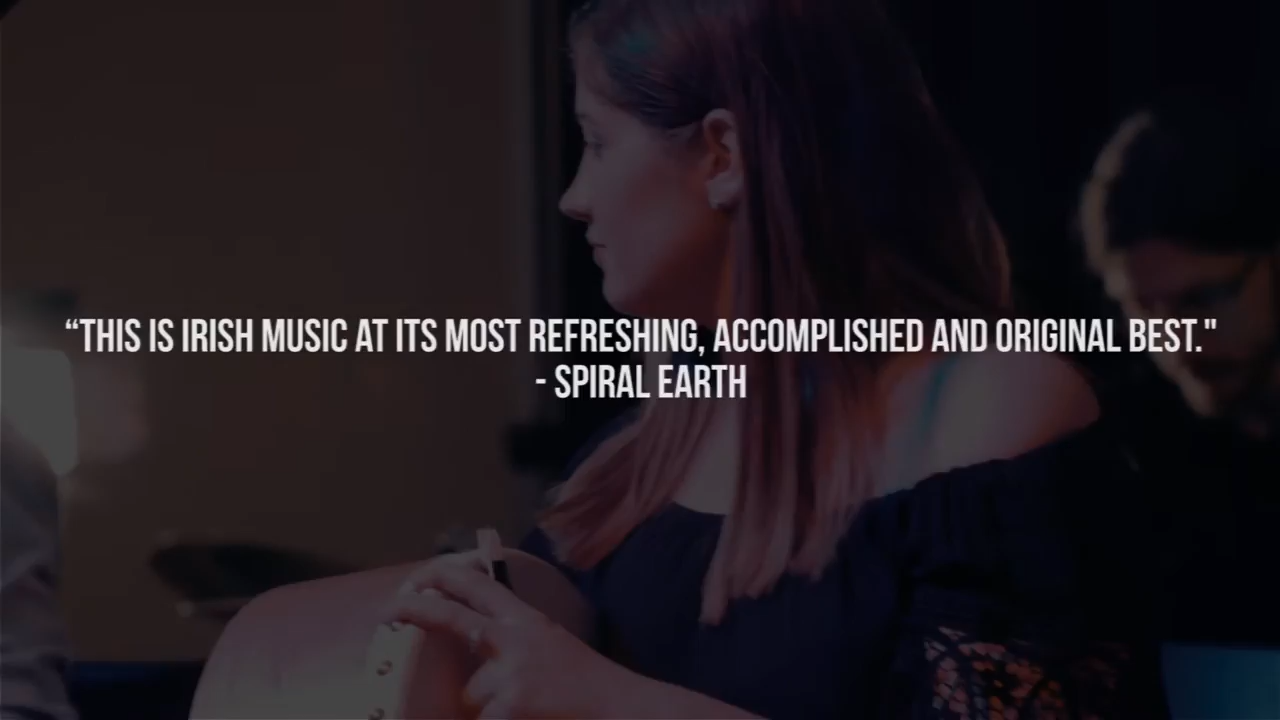 “THIS IS IRISH MUSIC AT ITS MOST REFRESHING, ACCOMPLISHED AND ORIGINAL BEST."
- SPIRAL EARTH